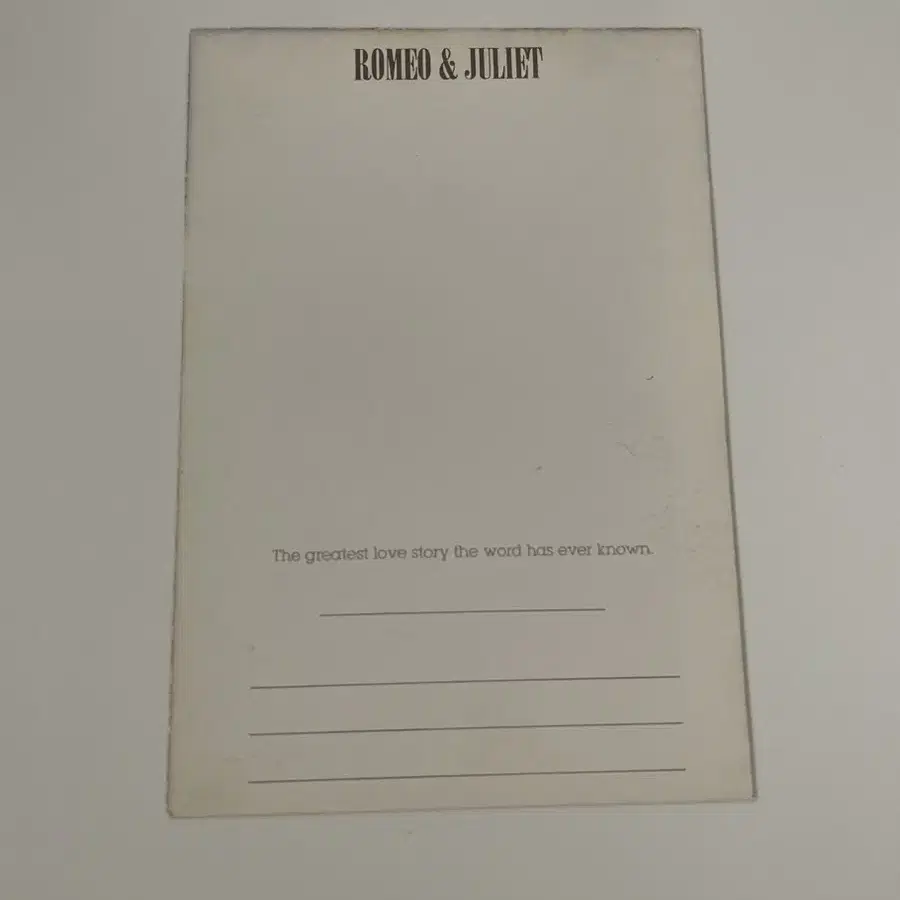 ROMEO & JULIET
The greatest love story the word has ever known.